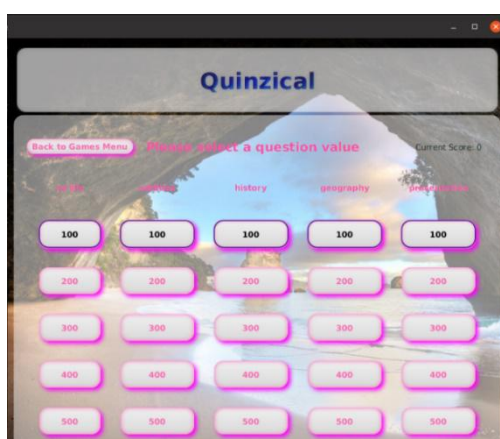 Quinzical
Back to Games Menu Please select a question value Current Score: 0
history geography
100 100 100 100 100
200 200 200 200 200
300 300 300 300 300
400 400 400 400 400
500 500 500 500 500